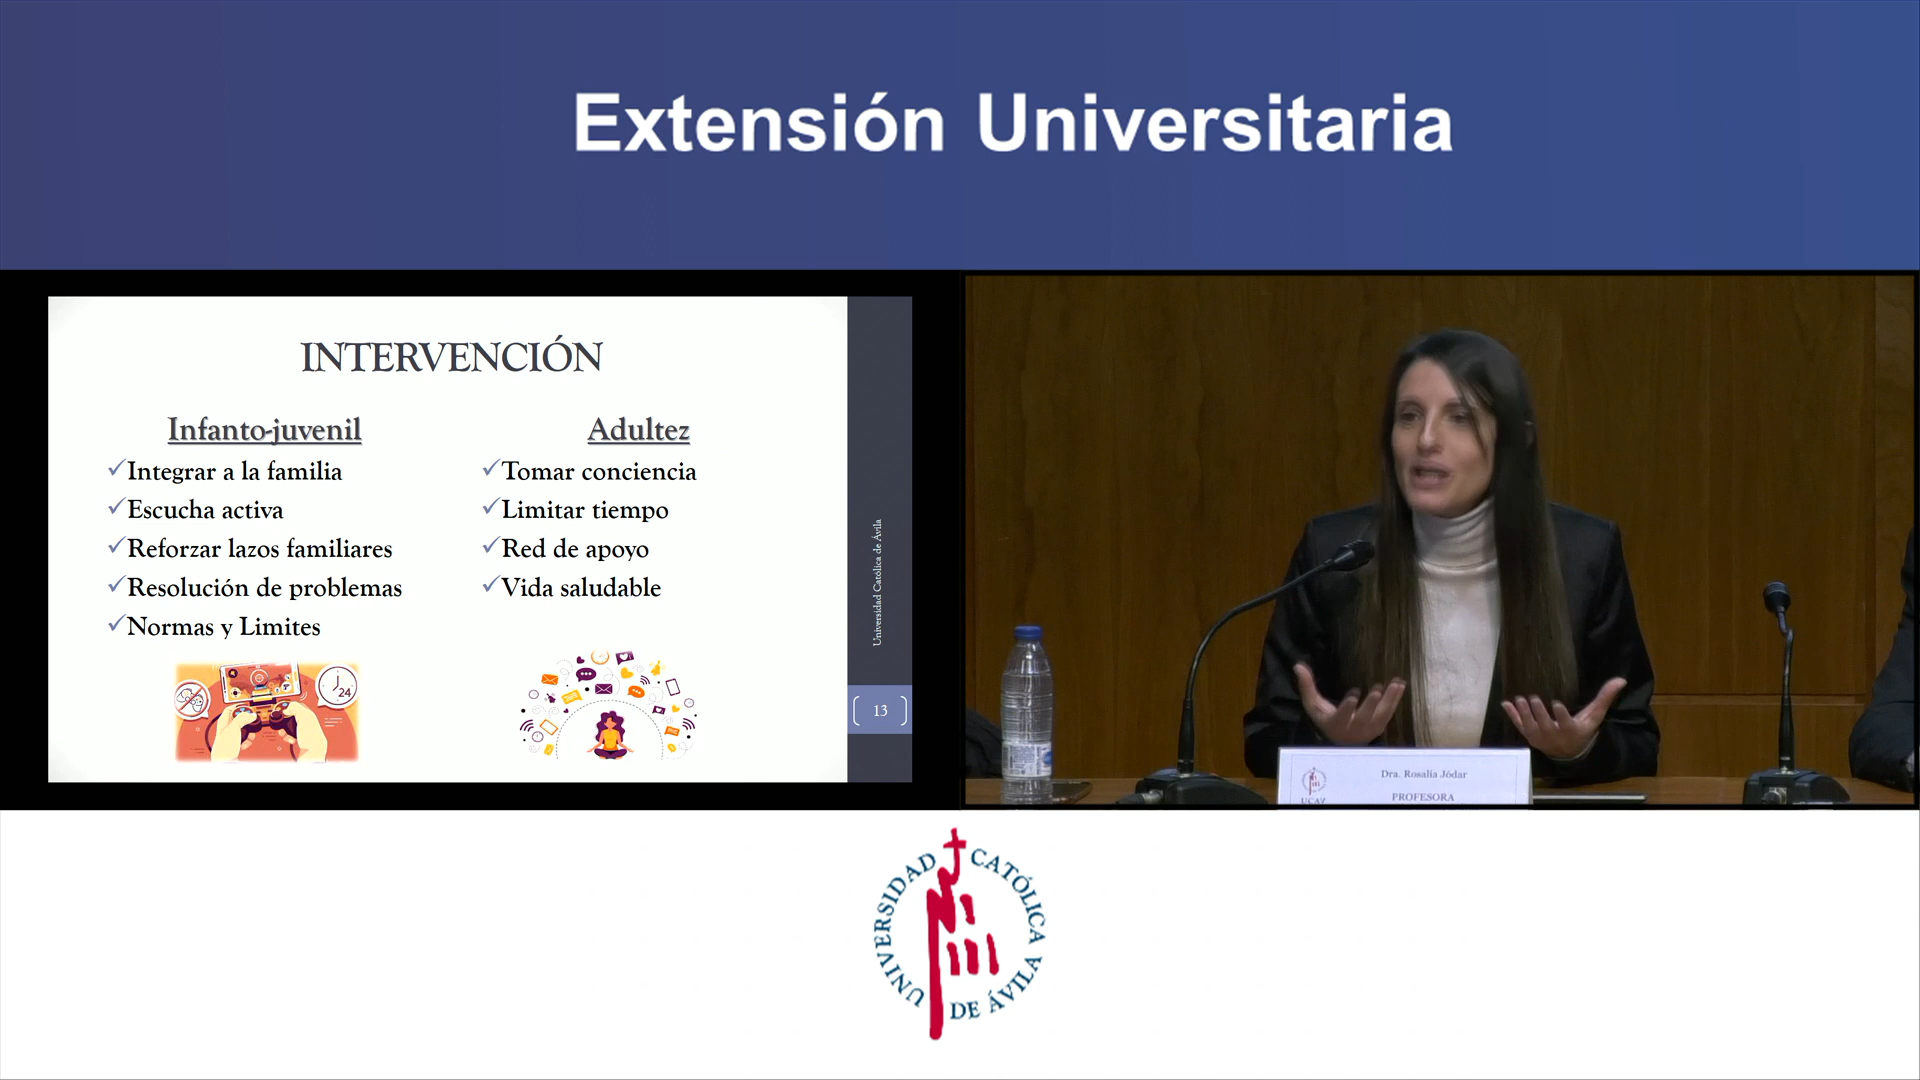 Extensión Universitaria
INTERVENCIÓN
Infanto-juvenil
Integrar a la familia
Escucha activa
Reforzar lazos familiares
Resolución de problemas
Normas y Limites
Adultez
Tomar conciencia
Limitar tiempo
Red de apoyo
Vida saludable
24
Universidad Católica de Ávila
13
Dra. Rosalía Jódar
PROFESORA
UCAV
UNIVERSIDAD CATÓLICA DE ÁVILA